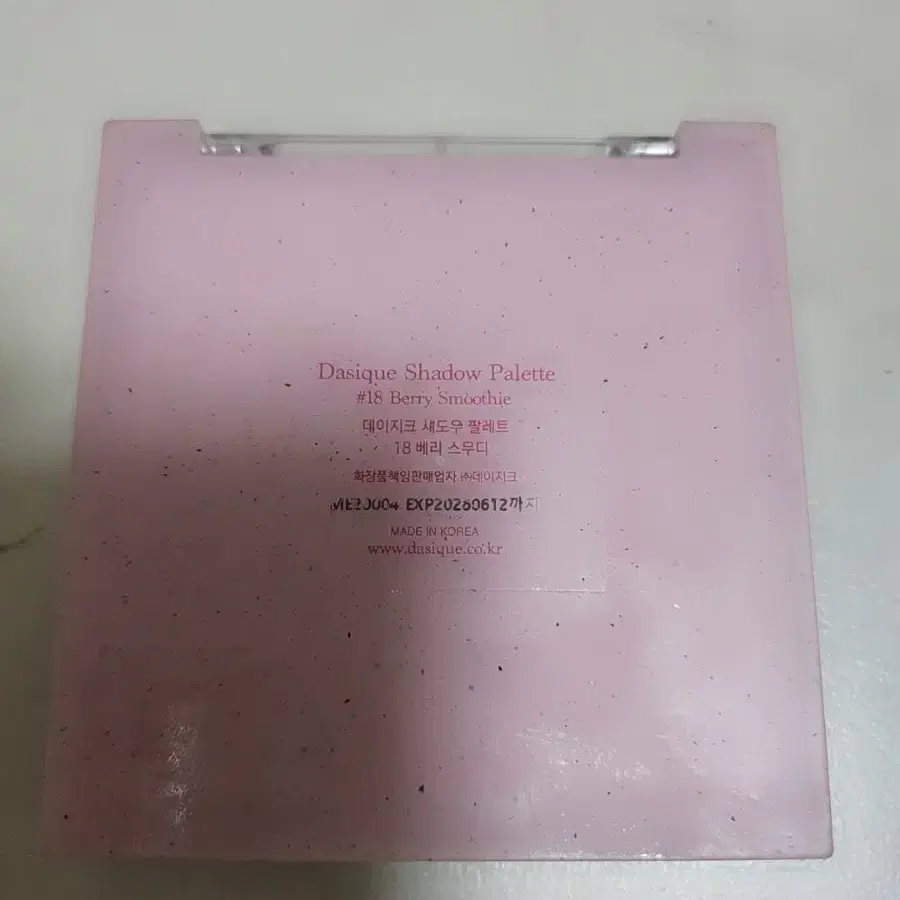 Dasique Shadow Palette
#18 Berry Smoothie
데이지크 섀도우 팔레트
18 베리 스무디
화장품책임판매업자 ㈜데이지크
EXP20260612까지
MADE IN KOREA
www.dasique.co.kr